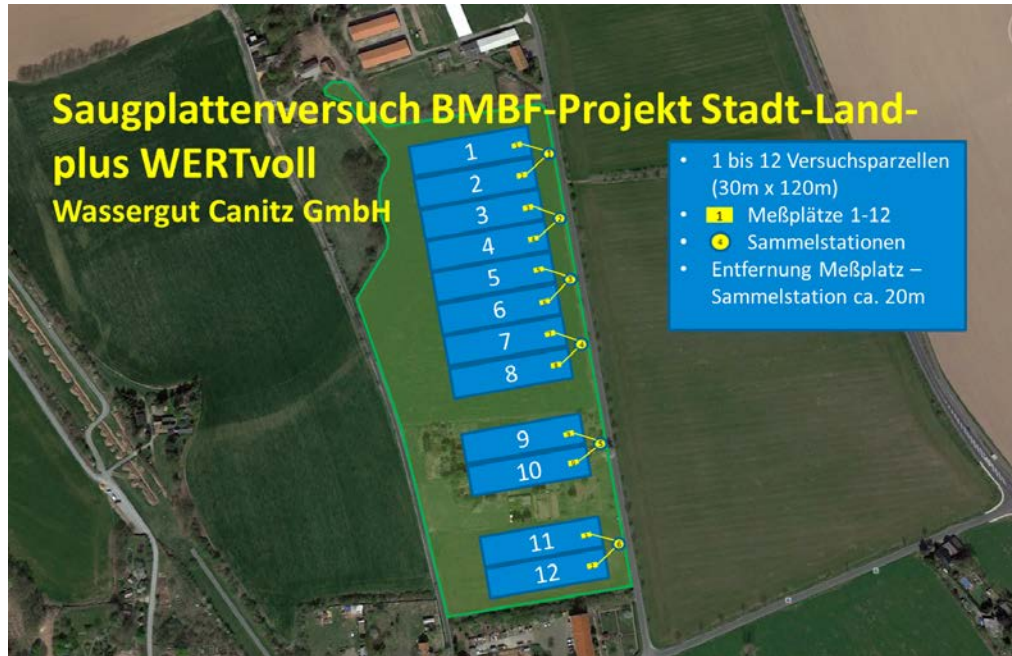 Saugplattenversuch BMBF-Projekt Stadt-Land-
plus WERTvoll
Wassergut Canitz GmbH
• 1 bis 12 Versuchsparzellen
(30m x 120m)
• 1 Meßplätze 1-12
• 4 Sammelstationen
• Entfernung Meßplatz –
Sammelstation ca. 20m
1
2
3
4
5
6
7
8
9
10
11
12